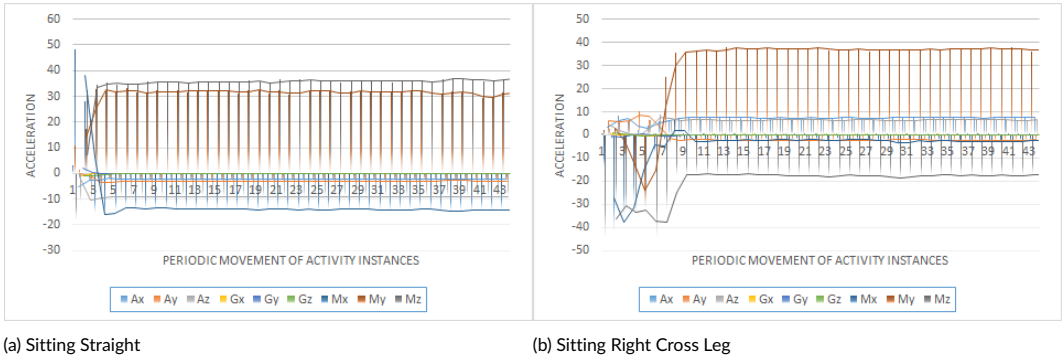 60
50
40
30
20
10
0
-10
-20
-30
ACCELERATION
1 3 5 7 9 11 13 15 17 19 21 23 25 27 29 31 33 35 37 39 41 43
PERIODIC MOVEMENT OF ACTIVITY INSTANCES
Ax Ay Az Gx Gy Gz Mx My Mz
(a) Sitting Straight
50
40
30
20
10
0
-10
-20
-30
-40
-50
ACCELERATION
1 3 5 7 9 11 13 15 17 19 21 23 25 27 29 31 33 35 37 39 41 43
PERIODIC MOVEMENT OF ACTIVITY INSTANCES
Ax Ay Az Gx Gy Gz Mx My Mz
(b) Sitting Right Cross Leg